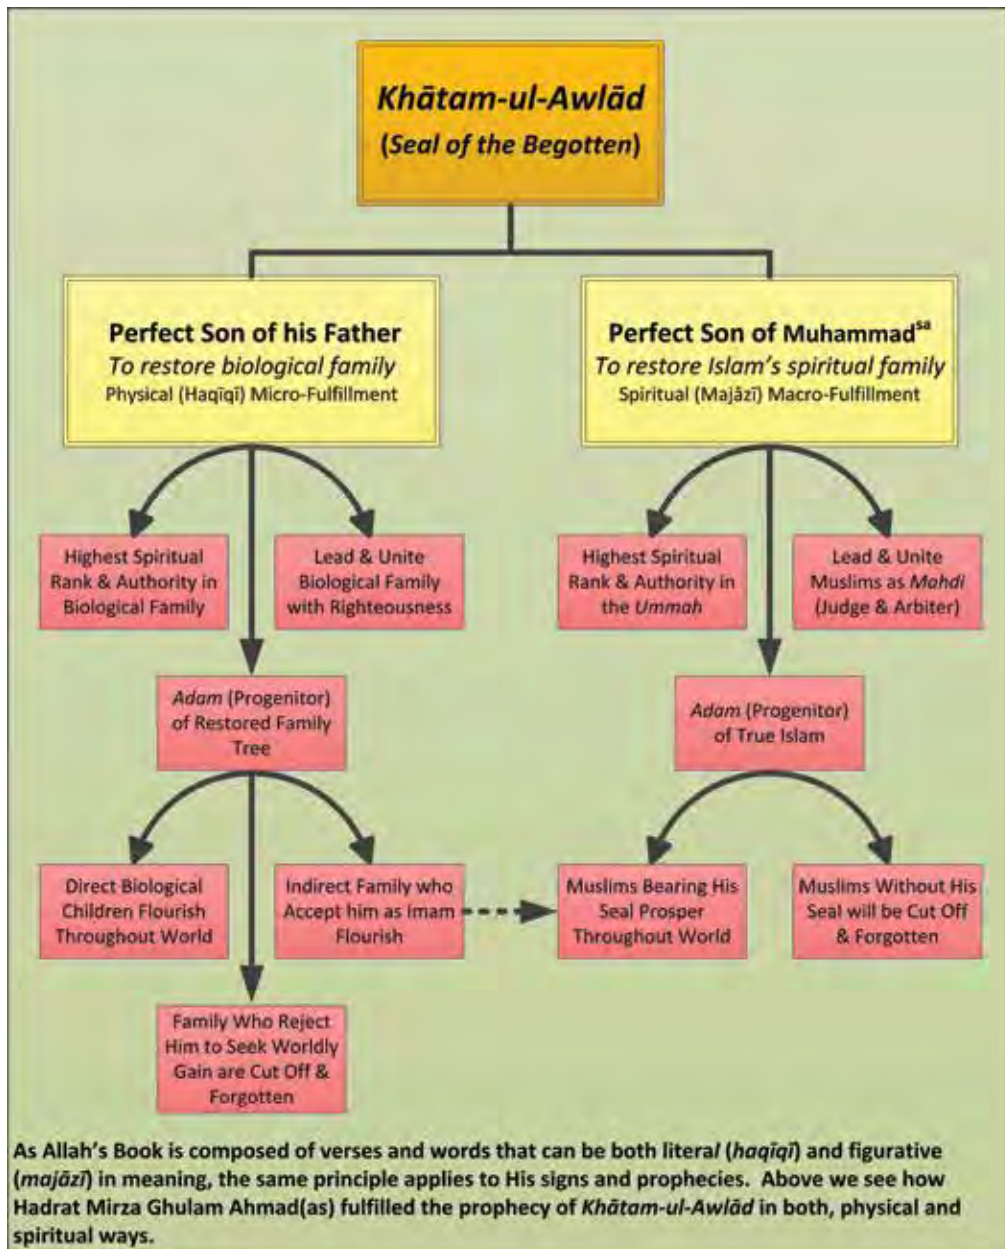 Khātam-ul-Awlād
(Seal of the Begotten)
Perfect Son of his Father
To restore biological family
Physical (Haqīqī) Micro-Fulfillment
Perfect Son of Muhammadsa
To restore Islam's spiritual family
Spiritual (Majāzī) Macro-Fulfillment
Highest Spiritual
Rank & Authority in
Biological Family
Lead & Unite
Biological Family
with Righteousness
Highest Spiritual
Rank & Authority in
the Ummah
Lead & Unite
Muslims as Mahdi
(Judge & Arbiter)
Adam (Progenitor)
of Restored Family
Tree
Adam (Progenitor)
of True Islam
Direct Biological
Children Flourish
Throughout World
Indirect Family who
Accept him as Imam
Flourish
Muslims Bearing His
Seal Prosper
Throughout World
Muslims Without His
Seal will be Cut Off
& Forgotten
Family Who Reject
Him to Seek Worldly
Gain are Cut Off &
Forgotten
As Allah's Book is composed of verses and words that can be both literal (haqīqī) and figurative
(majāzī) in meaning, the same principle applies to His signs and prophecies. Above we see how
Hadrat Mirza Ghulam Ahmad(as) fulfilled the prophecy of Khātam-ul-Awlād in both, physical and
spiritual ways.